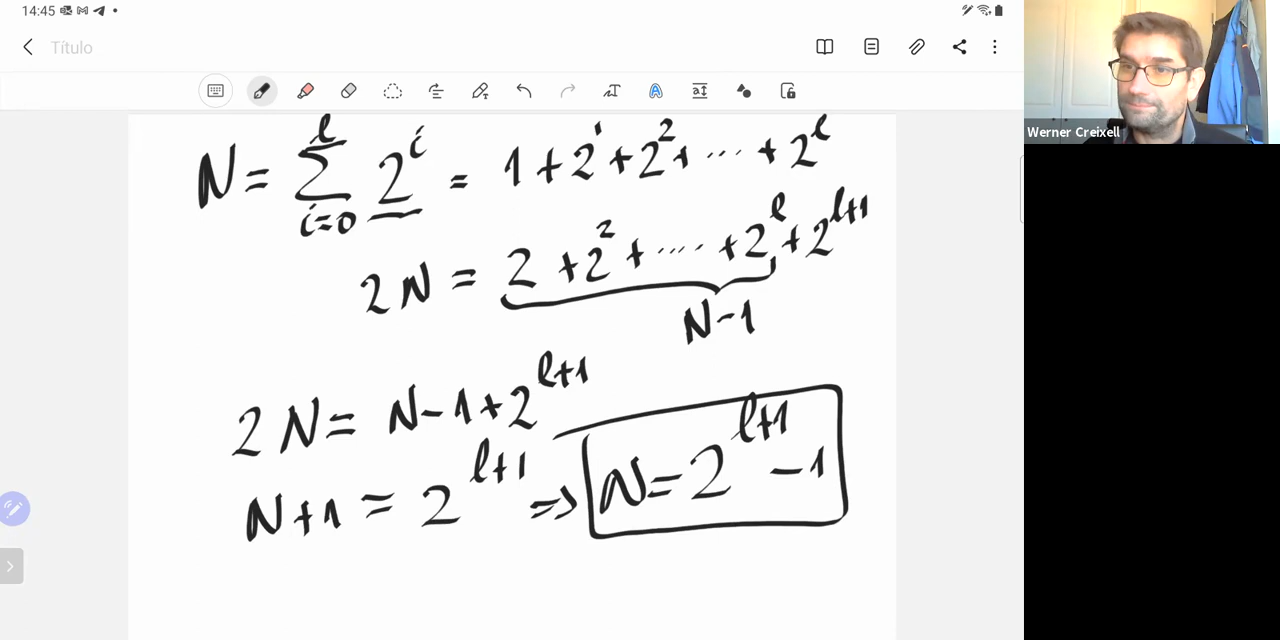 14:45
Título
Werner Creixell
N = ∑_{i=0}^{l} 2^i = 1 + 2^1 + 2^2 + ... + 2^l
2N = 2 + 2^2 + .... + 2^l + 2^{l+1}
N-1
2N = N-1+2^{l+1}
N+1 = 2^{l+1} => N = 2^{l+1} - 1